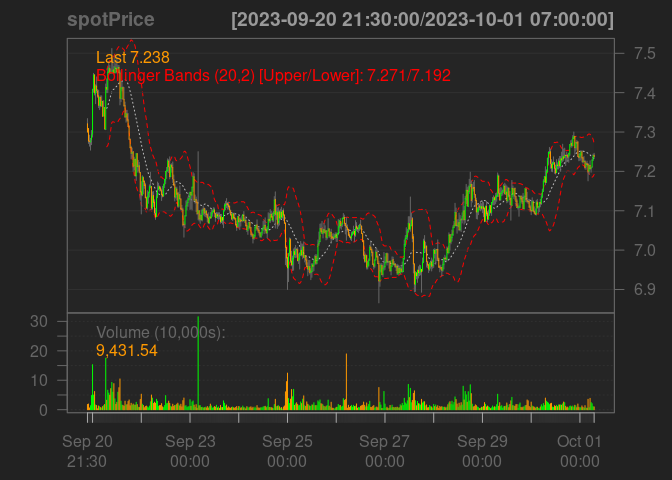 spotPrice [2023-09-20 21:30:00/2023-10-01 07:00:00]
Last 7.238
Bollinger Bands (20,2) [Upper/Lower]: 7.271/7.192
7.5
7.4
7.3
7.2
7.1
7.0
6.9
Volume (10,000s):
9,431.54
30
20
10
0
Sep 20 Sep 23 Sep 25 Sep 27 Sep 29 Oct 01
21:30 00:00 00:00 00:00 00:00 00:00